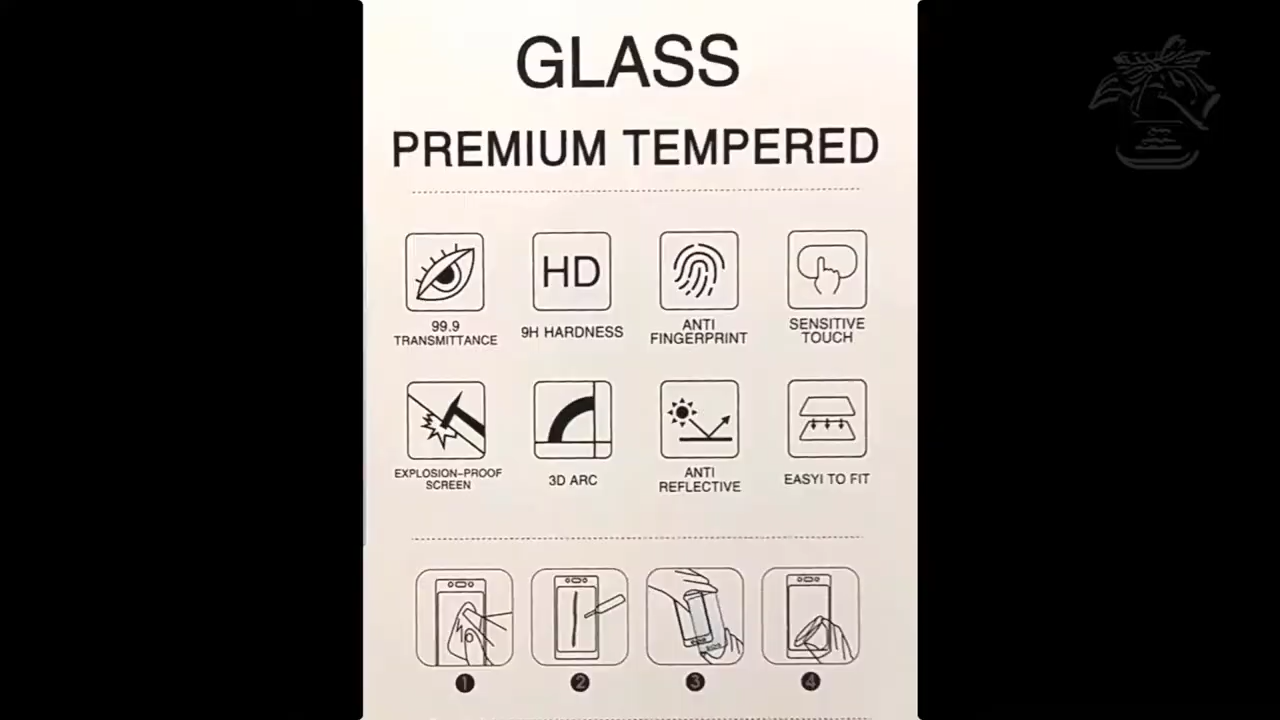 GLASS
PREMIUM TEMPERED
99.9
TRANSMITTANCE
HD
9H HARDNESS
ANTI
FINGERPRINT
SENSITIVE
TOUCH
EXPLOSION-PROOF
SCREEN
3D ARC
ANTI
REFLECTIVE
EASYI TO FIT
1
2
3
4